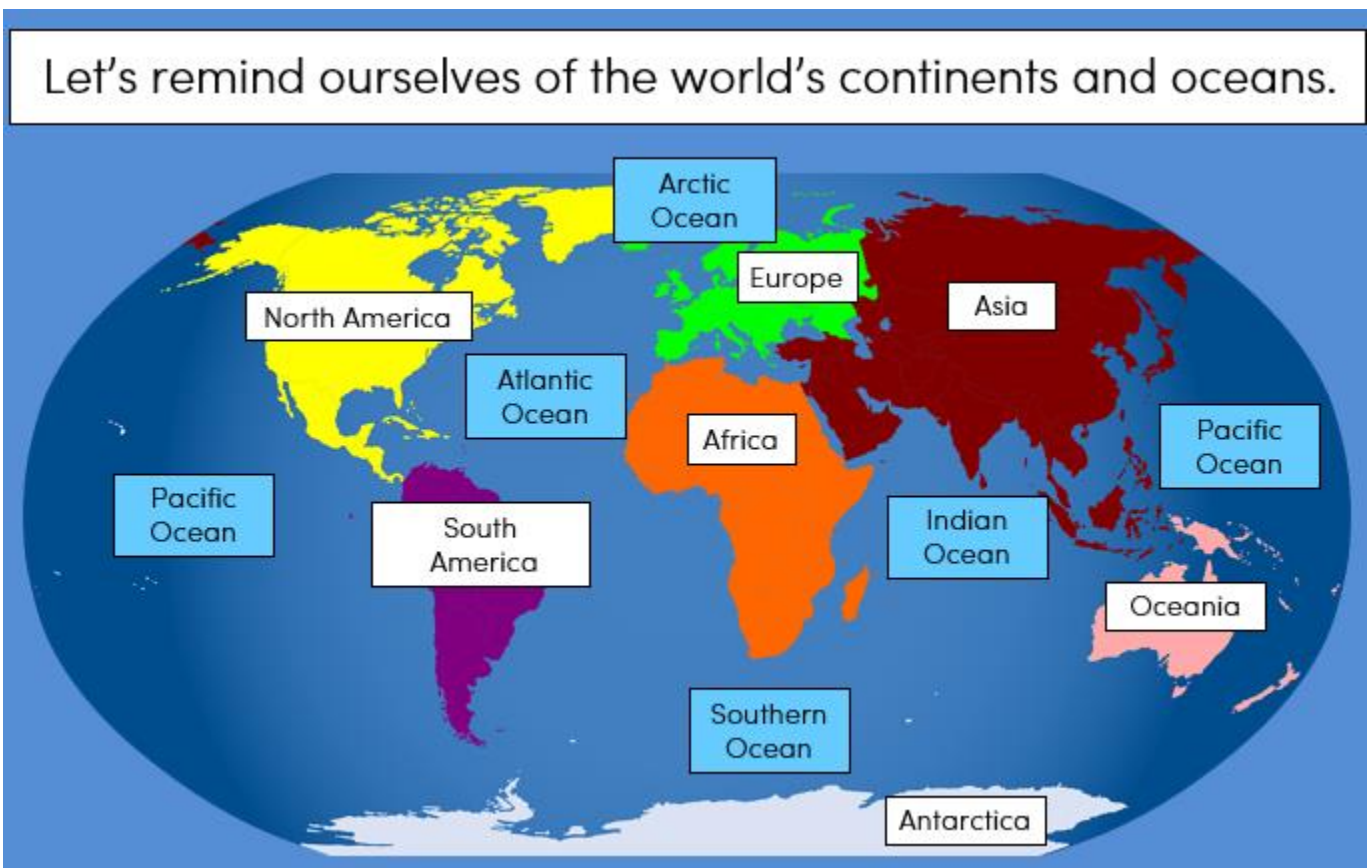 Let's remind ourselves of the world's continents and oceans.
Arctic
Ocean
Europe
Asia
North America
Atlantic
Ocean
Africa
Pacific
Ocean
Pacific
Ocean
South
America
Indian
Ocean
Oceania
Southern
Ocean
Antarctica